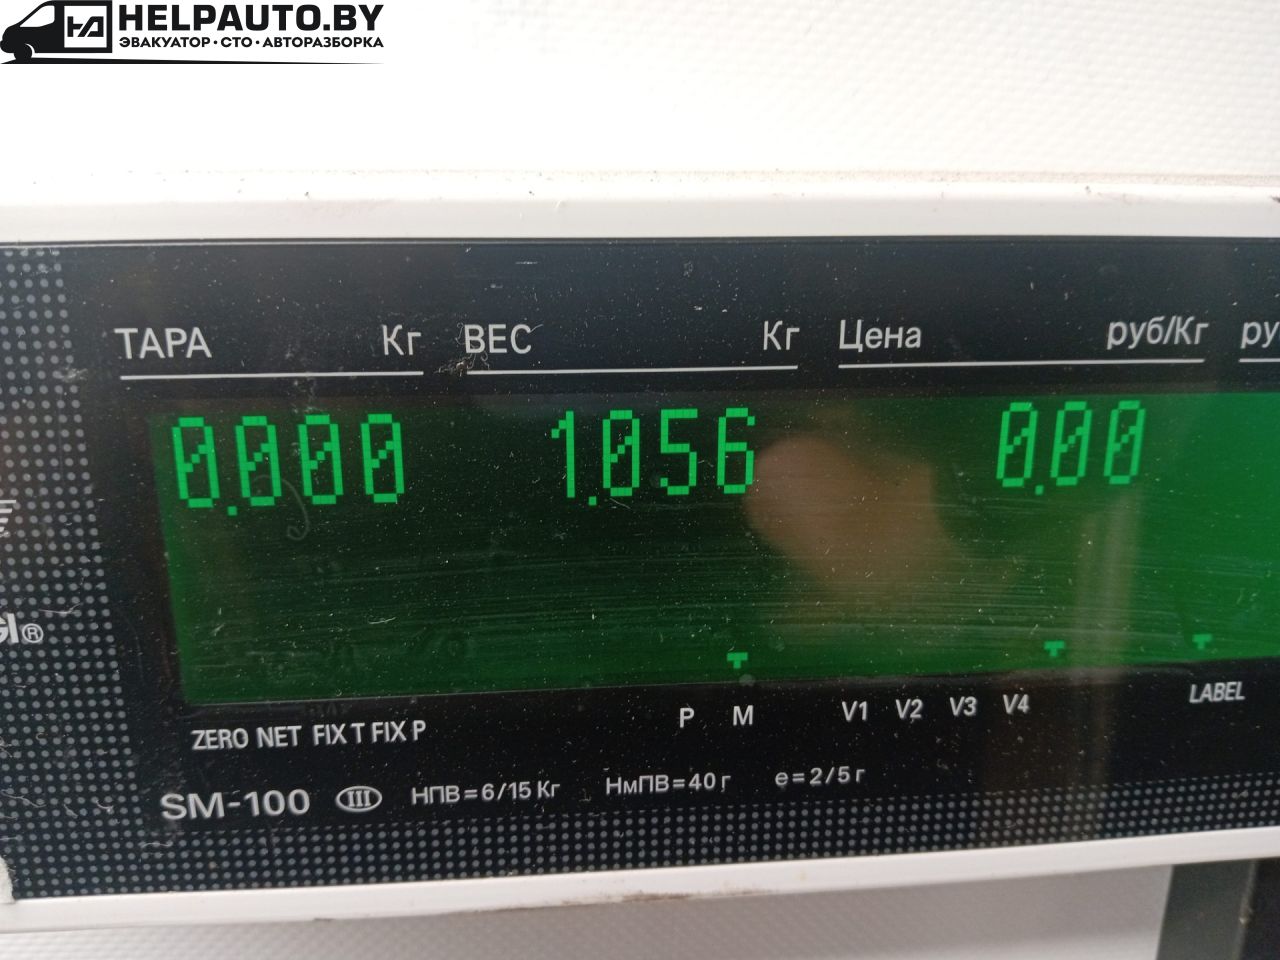 HELPAUTO.BY
ЭВАКУАТОР·СТО·АВТОРАЗБОРКА
ТАРА Кг ВЕС Кг Цена руб/Кг
0.000 1.056 0.00
ZERO NET FIX T FIX P P M V1 V2 V3 V4 LABEL
SM-100 III НПВ=6/15 Кг НмПВ=40 г e=2/5 г